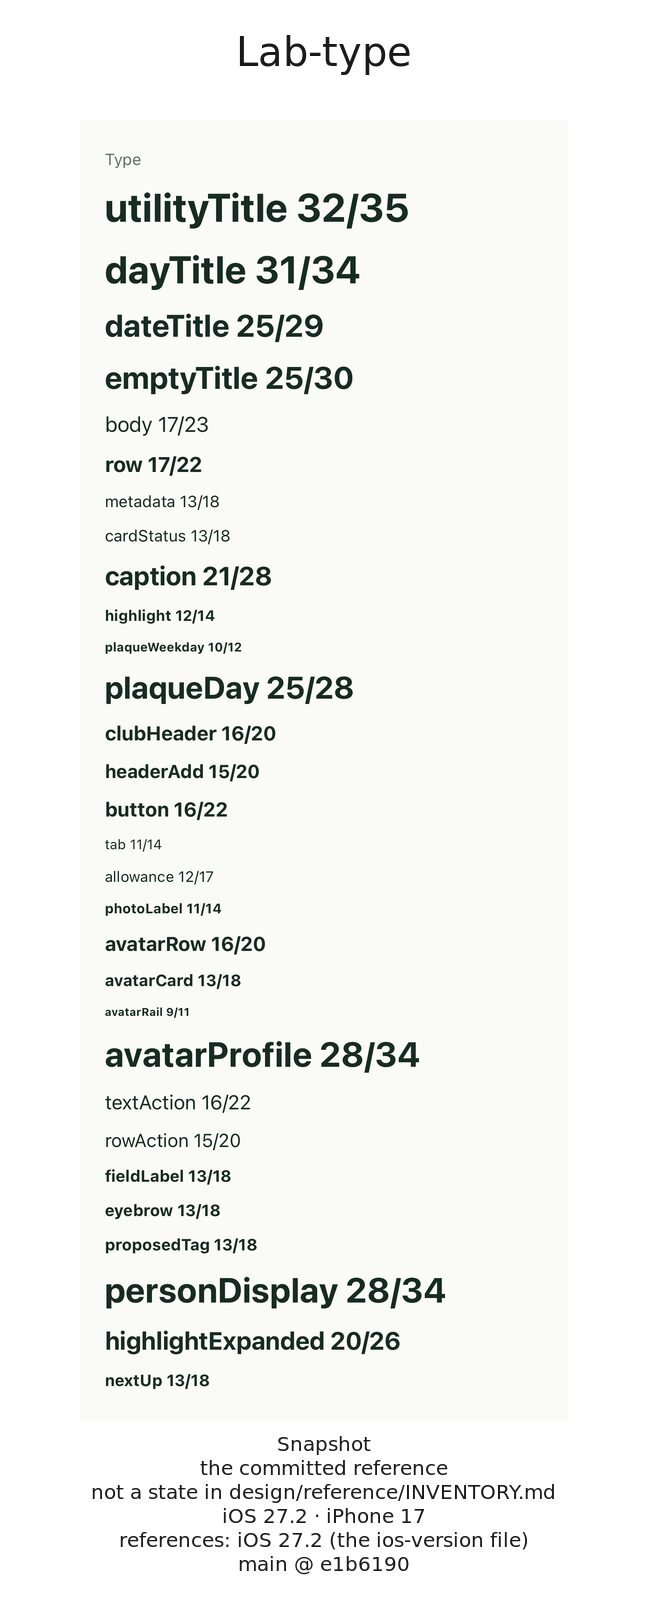 Lab-type
Type
utilityTitle 32/35
dayTitle 31/34
dateTitle 25/29
emptyTitle 25/30
body 17/23
row 17/22
metadata 13/18
cardStatus 13/18
caption 21/28
highlight 12/14
plaqueWeekday 10/12
plaqueDay 25/28
clubHeader 16/20
headerAdd 15/20
button 16/22
tab 11/14
allowance 12/17
photoLabel 11/14
avatarRow 16/20
avatarCard 13/18
avatarRail 9/11
avatarProfile 28/34
textAction 16/22
rowAction 15/20
fieldLabel 13/18
eyebrow 13/18
proposedTag 13/18
personDisplay 28/34
highlightExpanded 20/26
nextUp 13/18
Snapshot
the committed reference
not a state in design/reference/INVENTORY.md
iOS 27.2 · iPhone 17
references: iOS 27.2 (the ios-version file)
main @ e1b6190